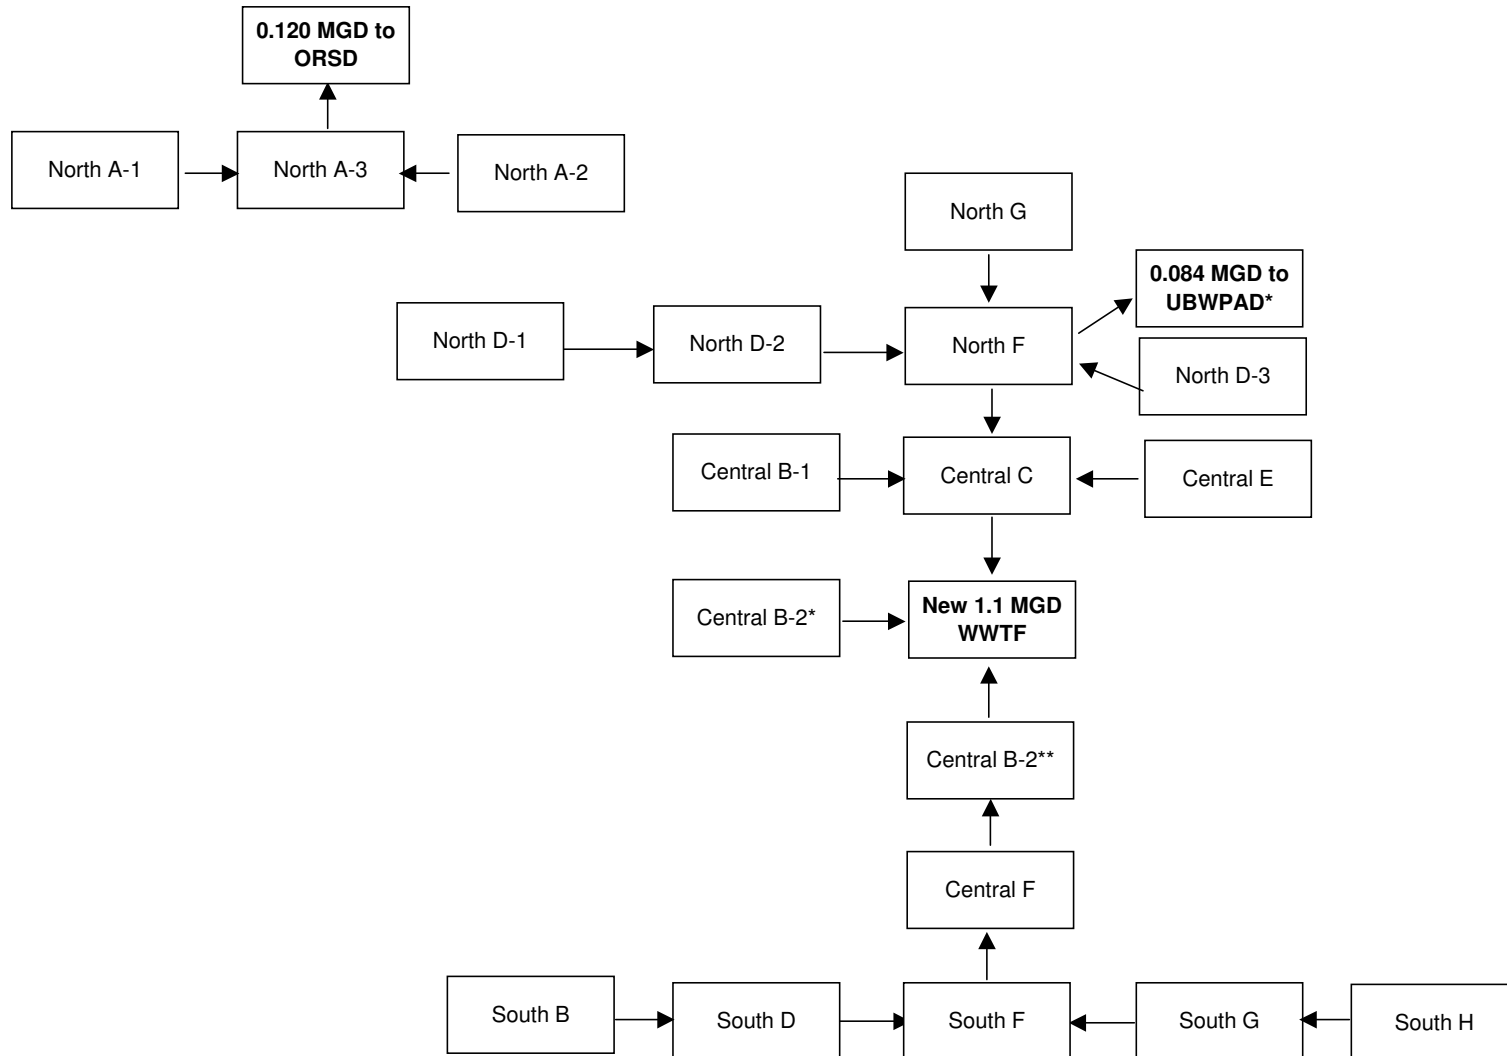 0.120 MGD to
ORSD
North A-1
North A-3
North A-2
North G
0.084 MGD to
UBWPAD*
North D-1
North D-2
North F
North D-3
Central B-1
Central C
Central E
Central B-2*
New 1.1 MGD
WWTF
Central B-2**
Central F
South B
South D
South F
South G
South H